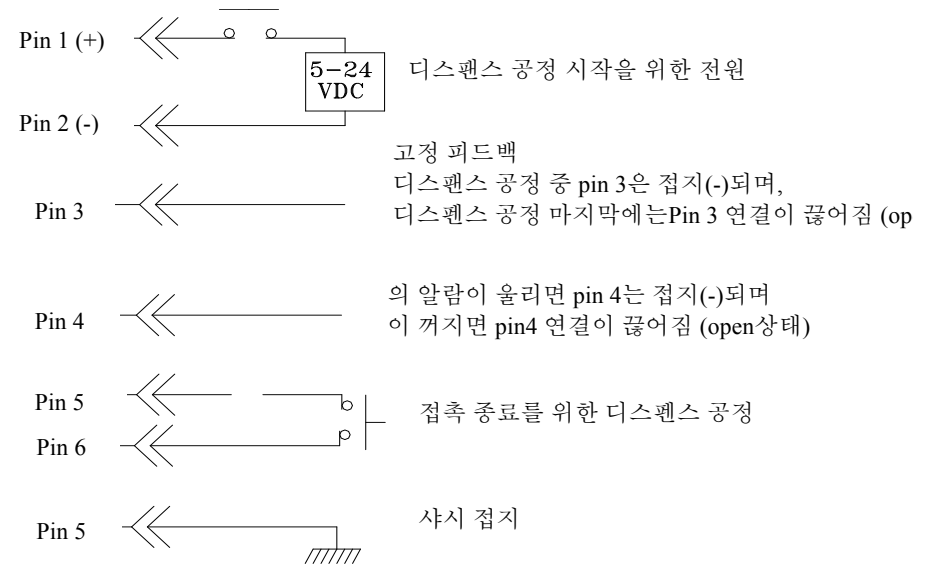 Pin 1 (+)
5-24
VDC
디스팬스 공정 시작을 위한 전원
Pin 2 (-)
고정 피드백
디스팬스 공정 중 pin 3은 접지(-)되며,
Pin 3
디스펜스 공정 마지막에는Pin 3 연결이 끊어짐 (op
의 알람이 울리면 pin 4는 접지(-)되며
Pin 4
이 꺼지면 pin4 연결이 끊어짐 (open상태)
Pin 5
접촉 종료를 위한 디스펜스 공정
Pin 6
Pin 5
샤시 접지